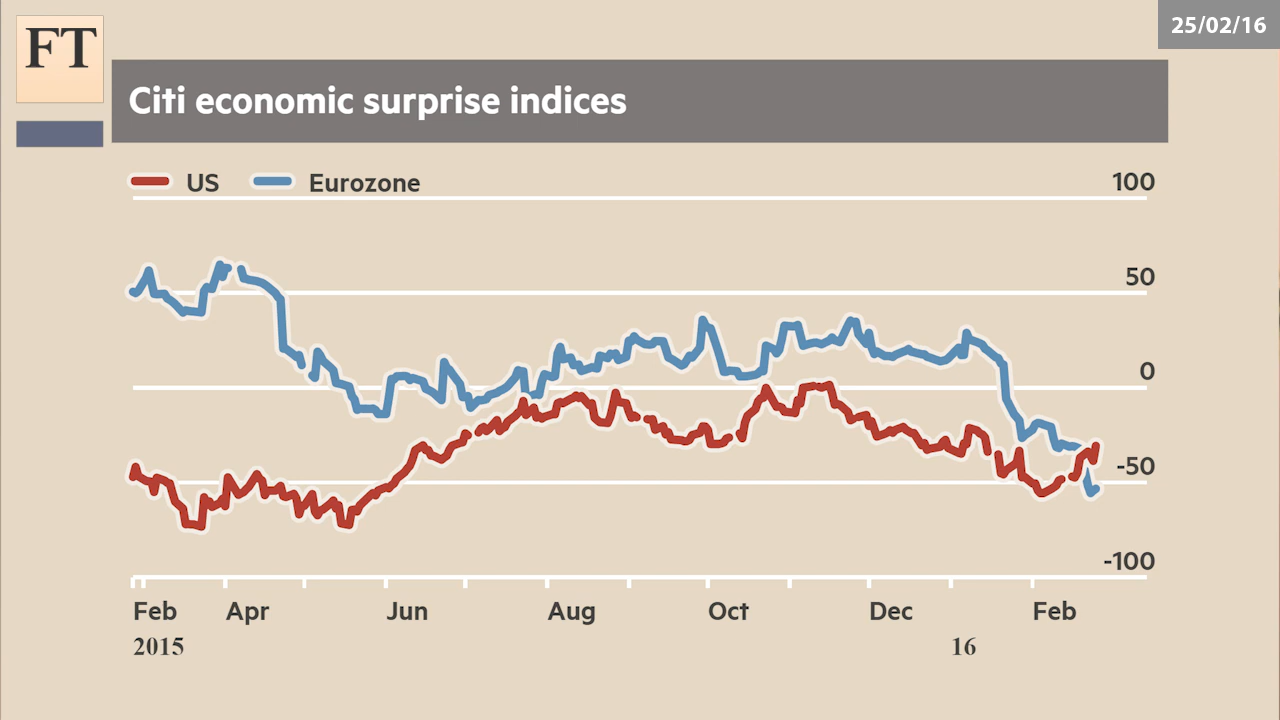 FT
25/02/16
Citi economic surprise indices
US Eurozone
100
50
0
-50
-100
Feb Apr Jun Aug Oct Dec Feb
2015 16